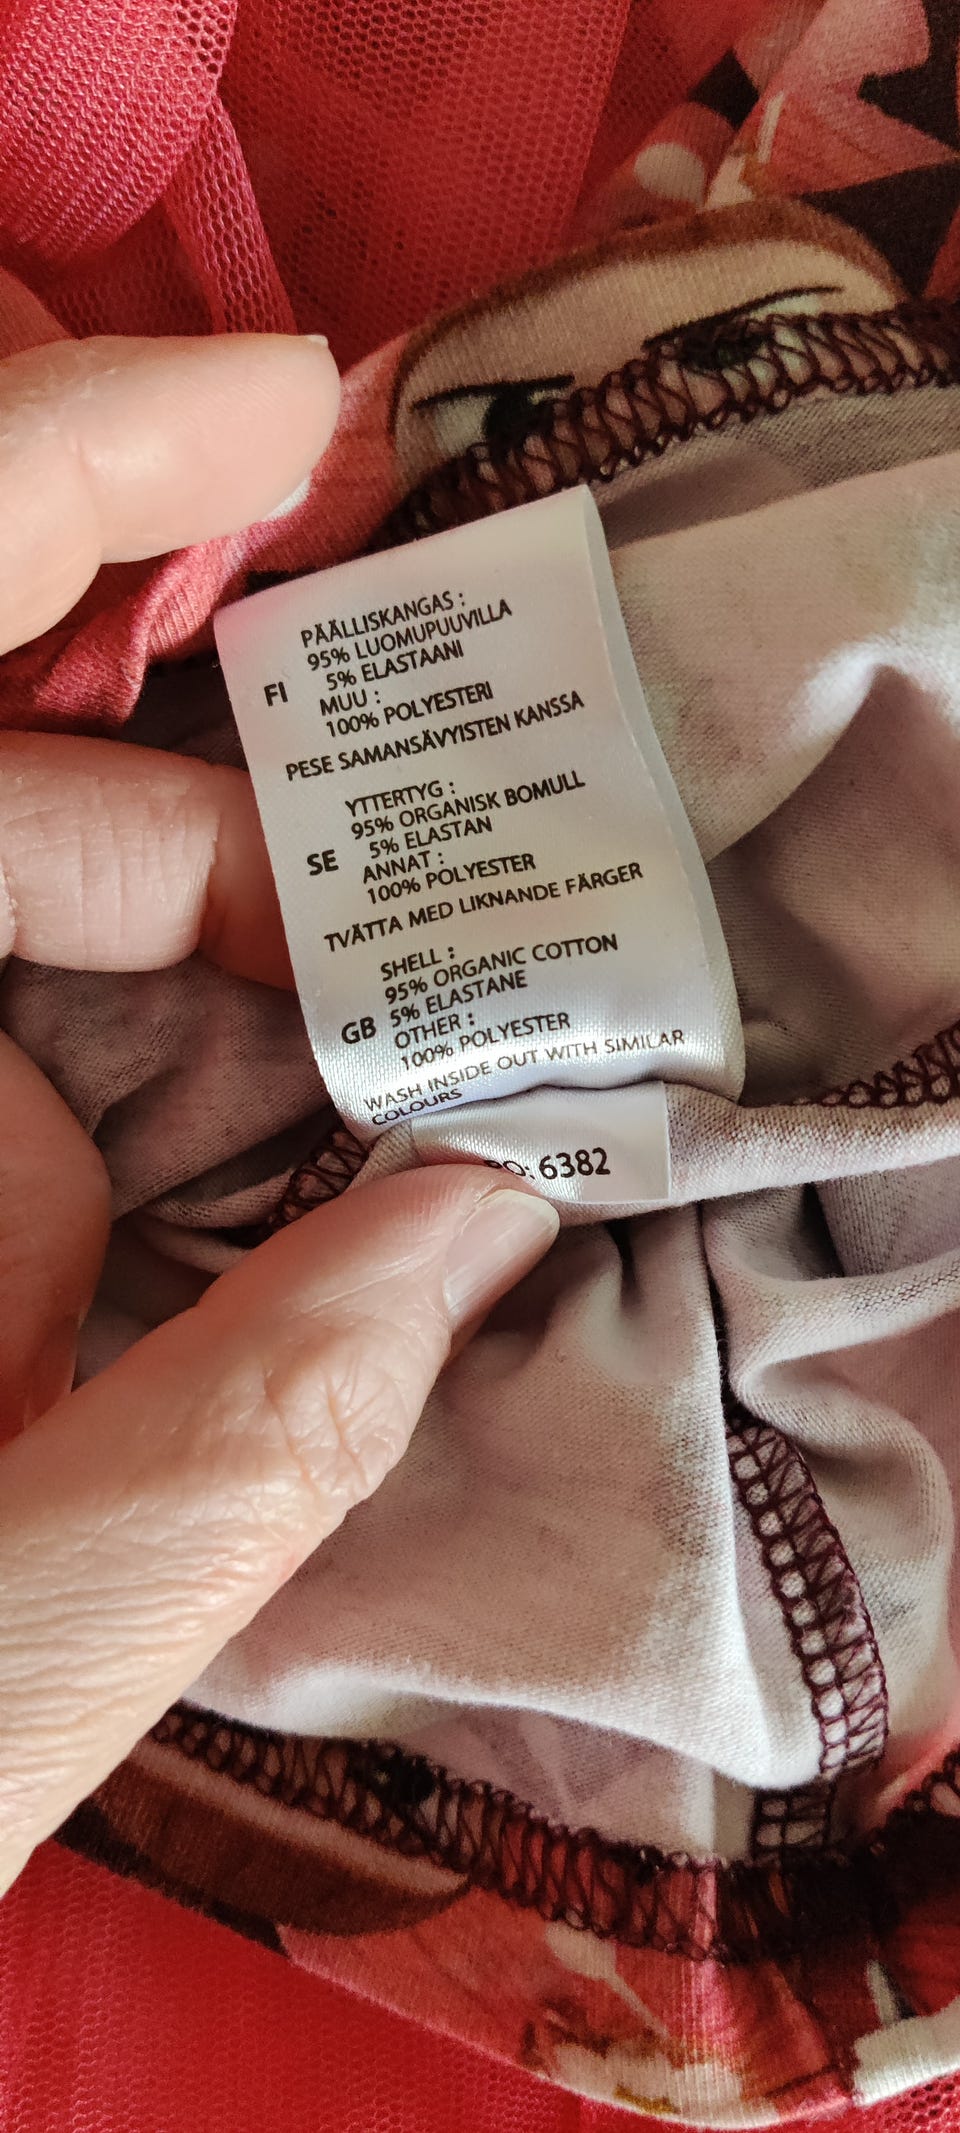 PÄÄLLISKANGAS :
95% LUOMUPUUVILLA
5% ELASTAANI
FI
MUU :
100% POLYESTERI
PESE SAMANSÄVYISTEN KANSSA
YTTERTYG :
95% ORGANISK BOMULL
5% ELASTAN
SE
ANNAT :
100% POLYESTER
TVÄTTA MED LIKNANDE FÄRGER
SHELL :
95% ORGANIC COTTON
5% ELASTANE
GB
OTHER :
100% POLYESTER
WASH INSIDE OUT WITH SIMILAR
COLOURS
PO: 6382